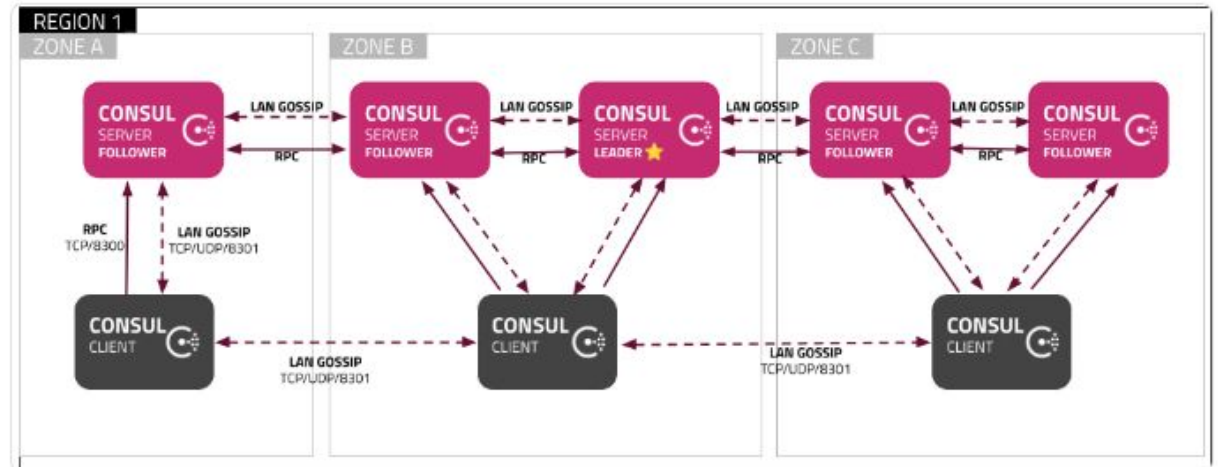 REGION 1
ZONE A
ZONE B
ZONE C
CONSUL
SERVER
FOLLOWER
LAN GOSSIP
RPC
CONSUL
SERVER
FOLLOWER
LAN GOSSIP
RPC
CONSUL
SERVER
LEADER
LAN GOSSIP
RPC
CONSUL
SERVER
FOLLOWER
LAN GOSSIP
RPC
CONSUL
SERVER
FOLLOWER
RPC
TCP/8300
LAN GOSSIP
TCP/UDP/8301
CONSUL
CLIENT
LAN GOSSIP
TCP/UDP/8301
CONSUL
CLIENT
LAN GOSSIP
TCP/UDP/8301
CONSUL
CLIENT